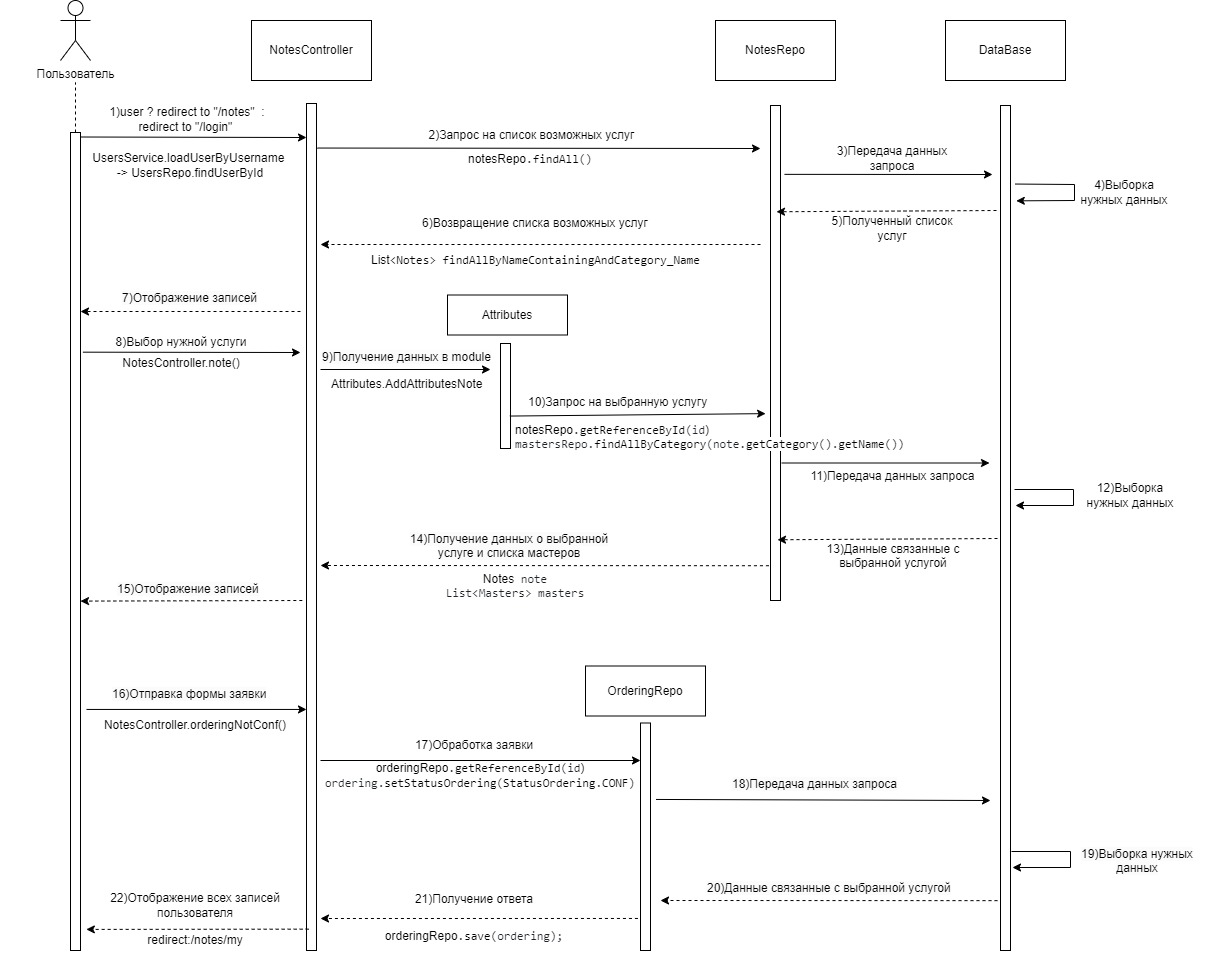 Пользователь
NotesController
NotesRepo
DataBase
1)user ? redirect to "/notes" :
redirect to "/login"
UsersService.loadUserByUsername
-> UsersRepo.findUserById
2)Запрос на список возможных услуг
notesRepo.findAll()
3)Передача данных
запроса
4)Выборка
нужных данных
5)Полученный список
услуг
6)Возвращение списка возможных услуг
List<Notes> findAllByNameContainingAndCategory_Name
7)Отображение записей
Attributes
8)Выбор нужной услуги
NotesController.note()
9)Получение данных в module
Attributes.AddAttributesNote
10)Запрос на выбранную услугу
notesRepo.getReferenceById(id)
mastersRepo.findAllByCategory(note.getCategory().getName())
11)Передача данных запроса
12)Выборка
нужных данных
13)Данные связанные с
выбранной услугой
14)Получение данных о выбранной
услуге и списка мастеров
Notes note
List<Masters> masters
15)Отображение записей
OrderingRepo
16)Отправка формы заявки
NotesController.orderingNotConf()
17)Обработка заявки
orderingRepo.getReferenceById(id)
ordering.setStatusOrdering(StatusOrdering.CONF)
18)Передача данных запроса
19)Выборка нужных
данных
20)Данные связанные с выбранной услугой
21)Получение ответа
orderingRepo.save(ordering);
22)Отображение всех записей
пользователя
redirect:/notes/my